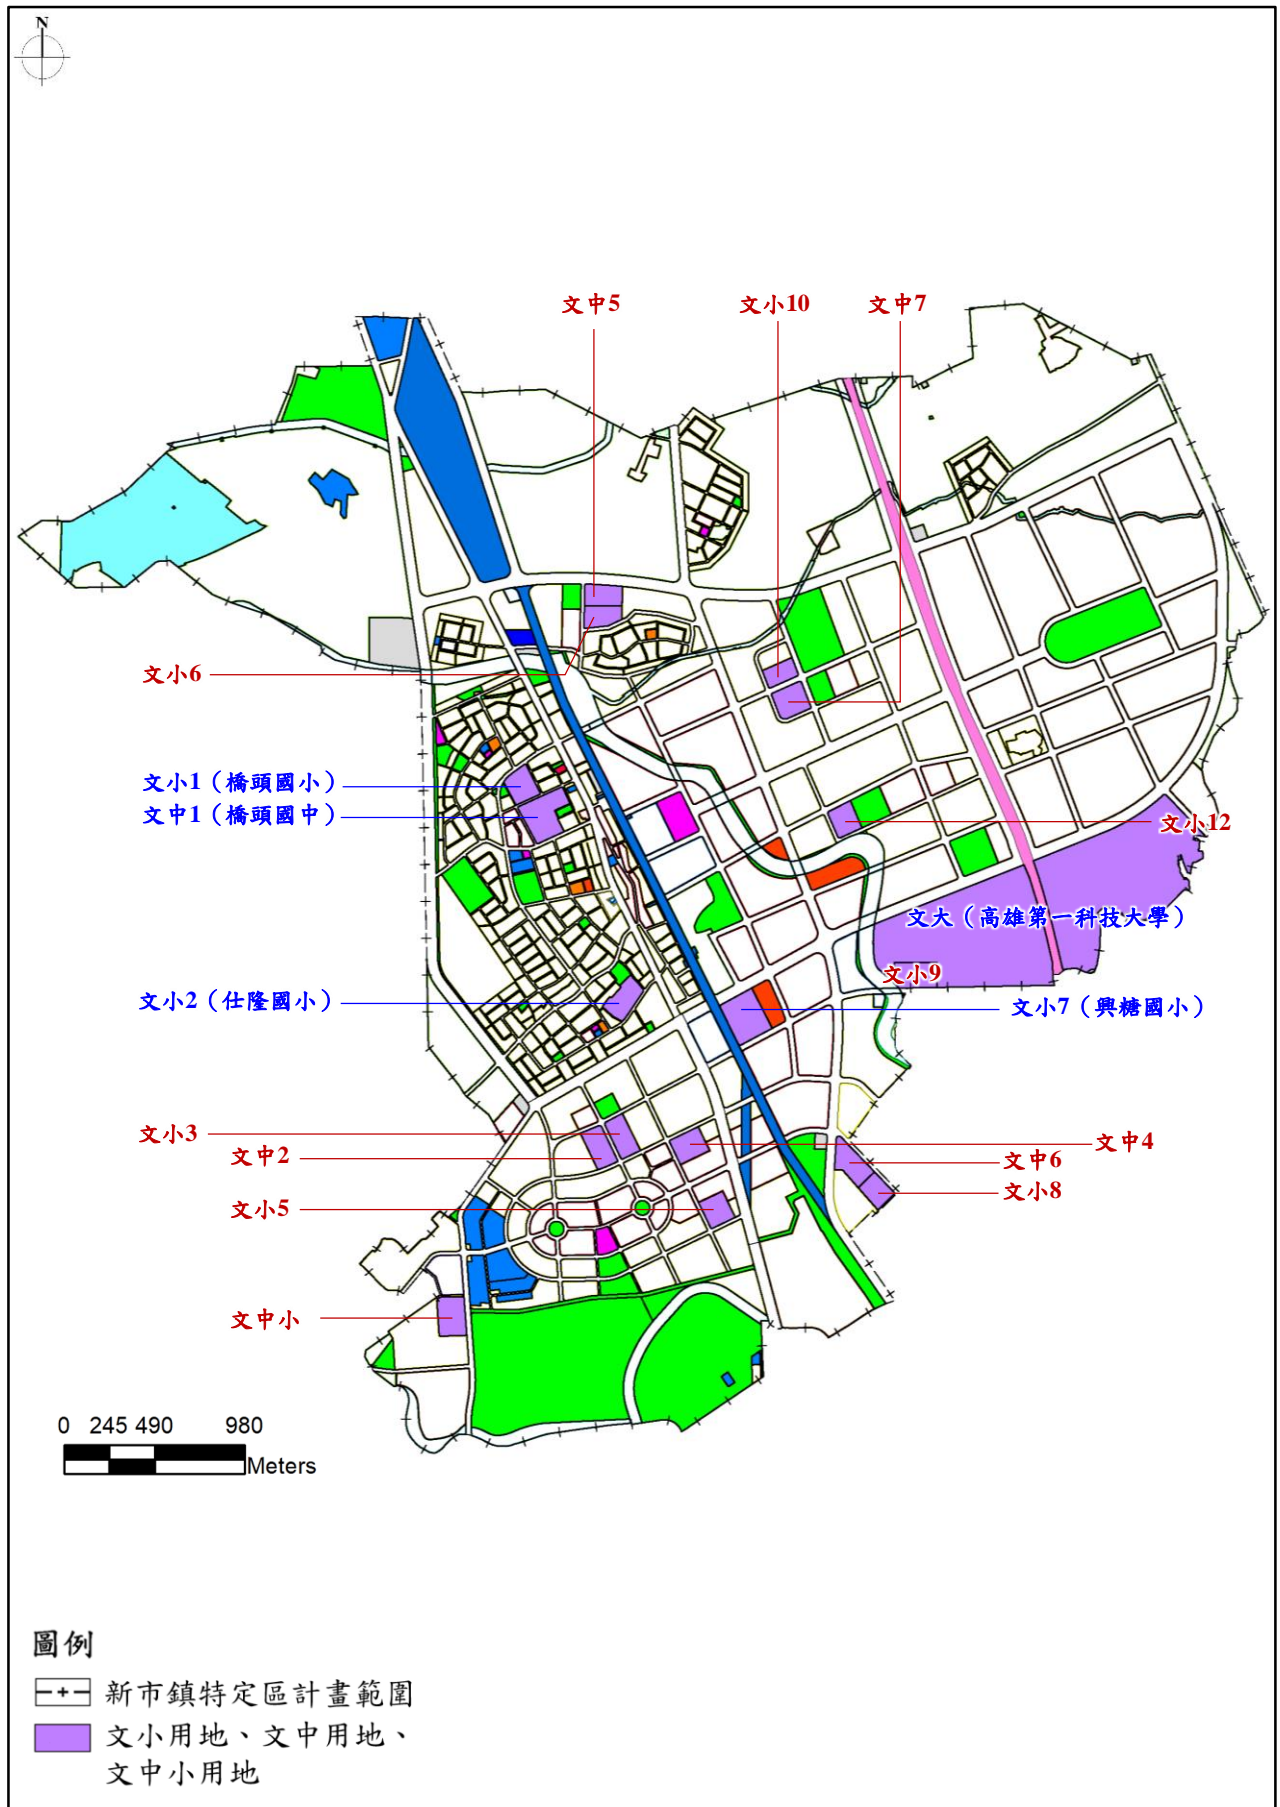 N
文中5
文小10
文中7
文小6
文小1（橋頭國小）
文中1（橋頭國中）
文小12
文大（高雄第一科技大學）
文小9
文小2（仕隆國小）
文小7（興糖國小）
文小3
文中2
文中4
文中6
文小8
文小5
文中小
0 245 490 980
Meters
圖例
新市鎮特定區計畫範圍
文小用地、文中用地、
文中小用地